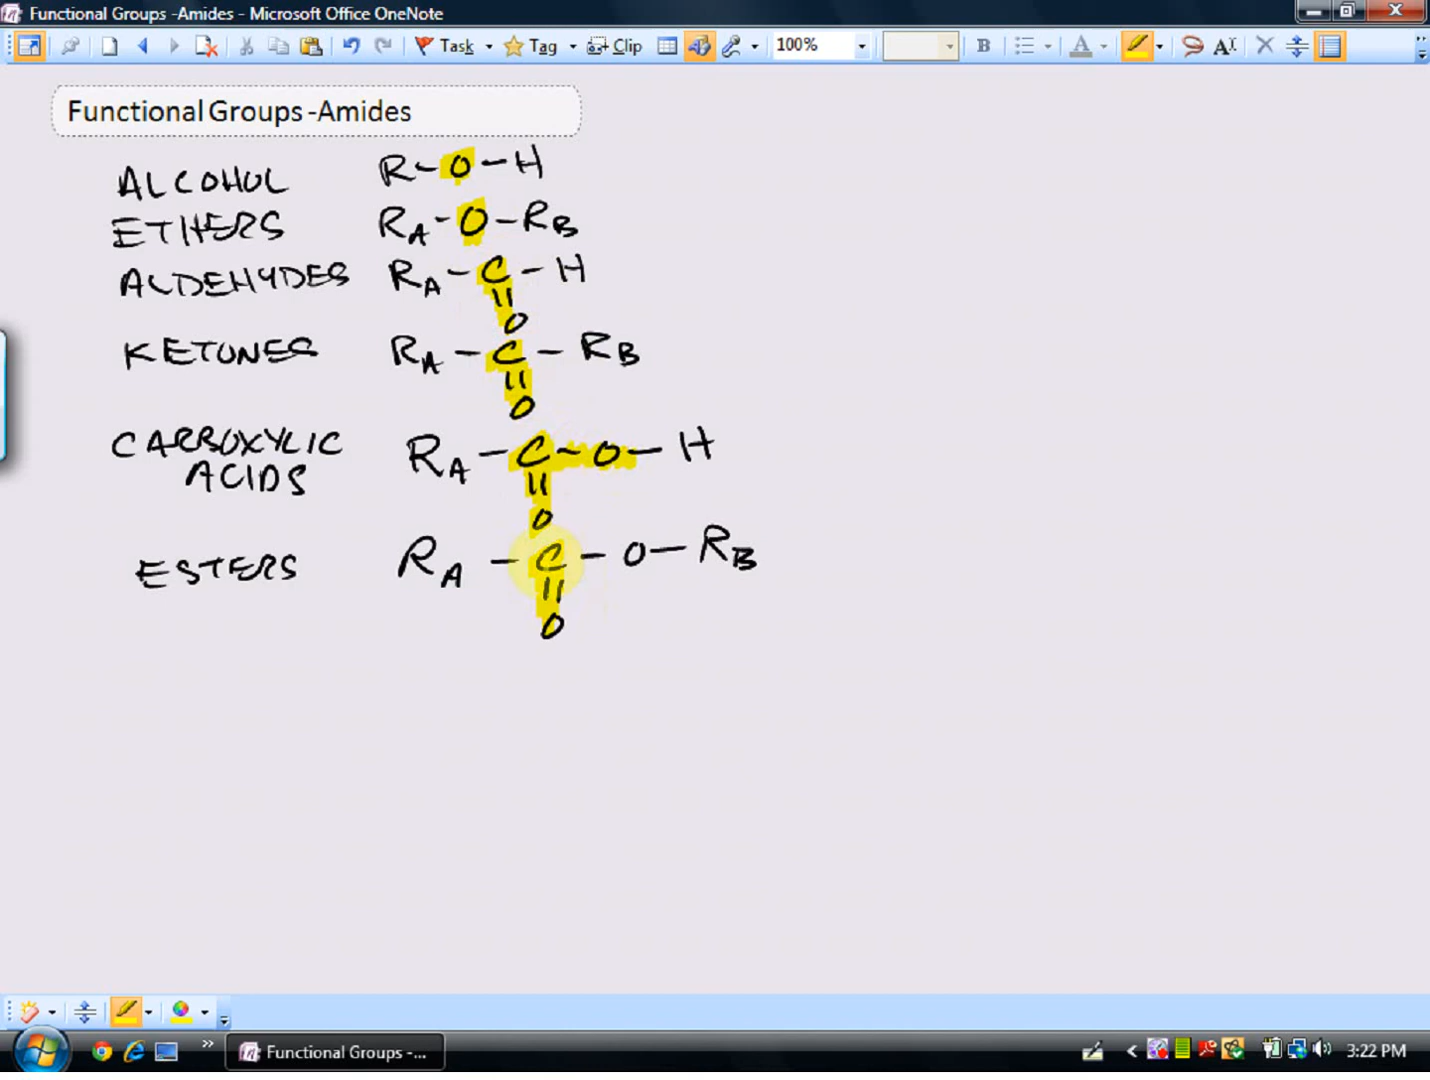 Functional Groups -Amides - Microsoft Office OneNote
Task Tag Clip 100% B A
Functional Groups -Amides
ALCOHOL R-O-H
ETHERS RA-O-RB
ALDEHYDES RA-C-H
O
KETONES RA-C-RB
O
CARBOXYLIC RA-C-O-H
ACIDS
O
ESTERS RA-C-O-RB
O
Functional Groups -...
3:22 PM